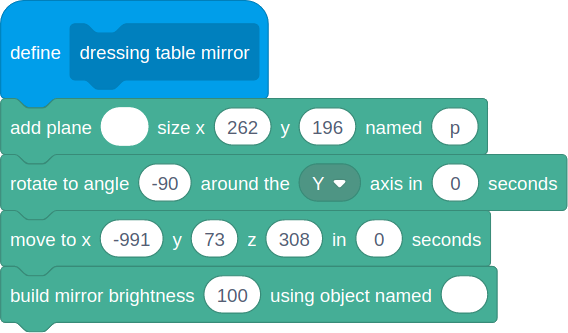 define dressing table mirror
add plane size x 262 y 196 named p
rotate to angle -90 around the Y axis in 0 seconds
move to x -991 y 73 z 308 in 0 seconds
build mirror brightness 100 using object named